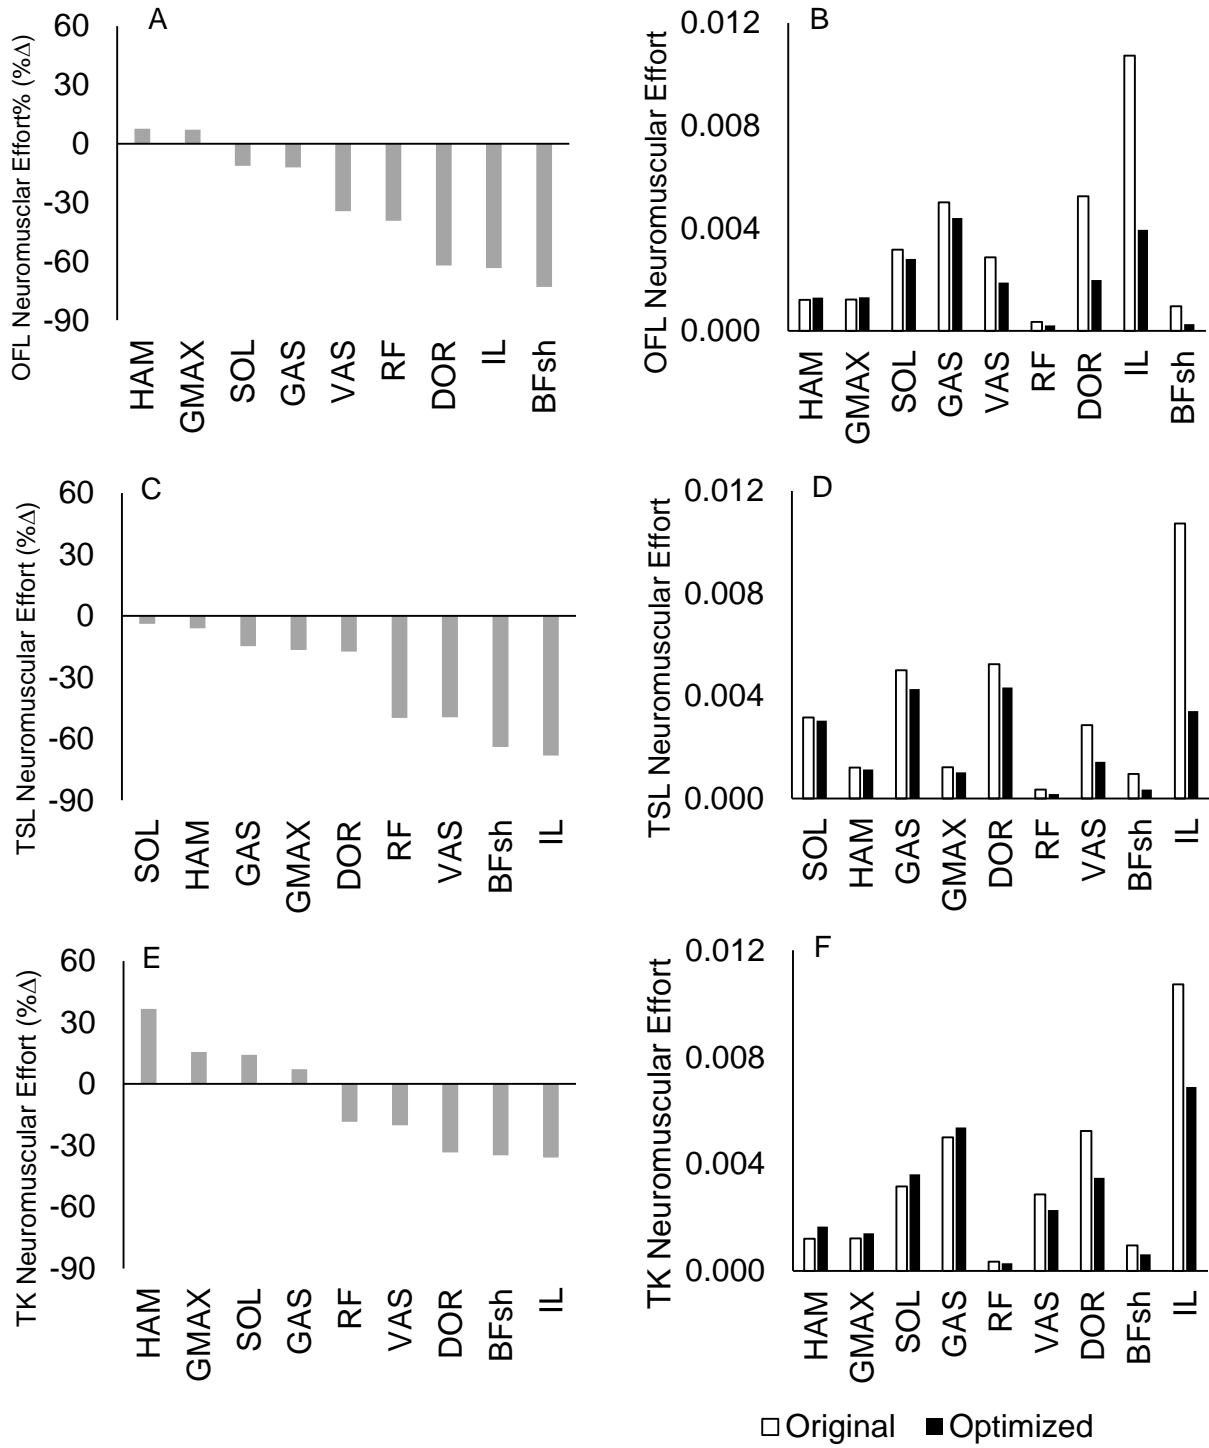 A
OFL Neuromusclar Effort% (%Δ)
60
30
0
-30
-60
-90
HAM
GMAX
SOL
GAS
VAS
RF
DOR
IL
BFsh
B
OFL Neuromuscular Effort
0.012
0.008
0.004
0.000
HAM
GMAX
SOL
GAS
VAS
RF
DOR
IL
BFsh
C
TSL Neuromuscular Effort (%Δ)
60
30
0
-30
-60
-90
SOL
HAM
GAS
GMAX
DOR
RF
VAS
BFsh
IL
D
TSL Neuromuscular Effort
0.012
0.008
0.004
0.000
SOL
HAM
GAS
GMAX
DOR
RF
VAS
BFsh
IL
E
TK Neuromuscular Effort (%Δ)
60
30
0
-30
-60
-90
HAM
GMAX
SOL
GAS
RF
VAS
DOR
BFsh
IL
F
TK Neuromuscular Effort
0.012
0.008
0.004
0.000
HAM
GMAX
SOL
GAS
RF
VAS
DOR
BFsh
IL
Original Optimized